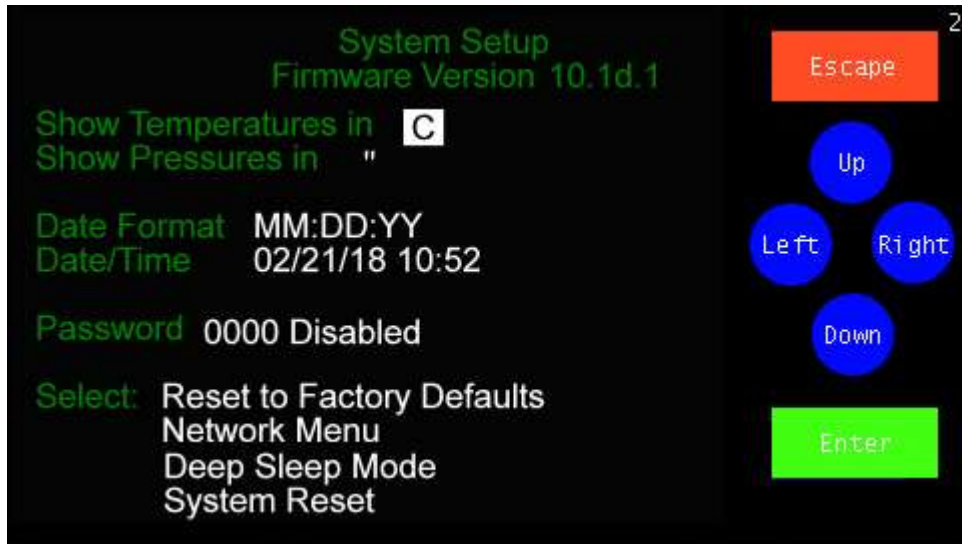 System Setup
Firmware Version 10.1d.1
Show Temperatures in C
Show Pressures in "
Date Format MM:DD:YY
Date/Time 02/21/18 10:52
Password 0000 Disabled
Select: Reset to Factory Defaults
Network Menu
Deep Sleep Mode
System Reset
2
Escape
Up
Left Right
Down
Enter